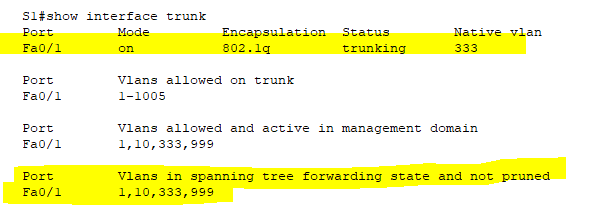 S1#show interface trunk
Port Mode Encapsulation Status Native vlan
Fa0/1 on 802.1q trunking 333
Port Vlans allowed on trunk
Fa0/1 1-1005
Port Vlans allowed and active in management domain
Fa0/1 1,10,333,999
Port Vlans in spanning tree forwarding state and not pruned
Fa0/1 1,10,333,999